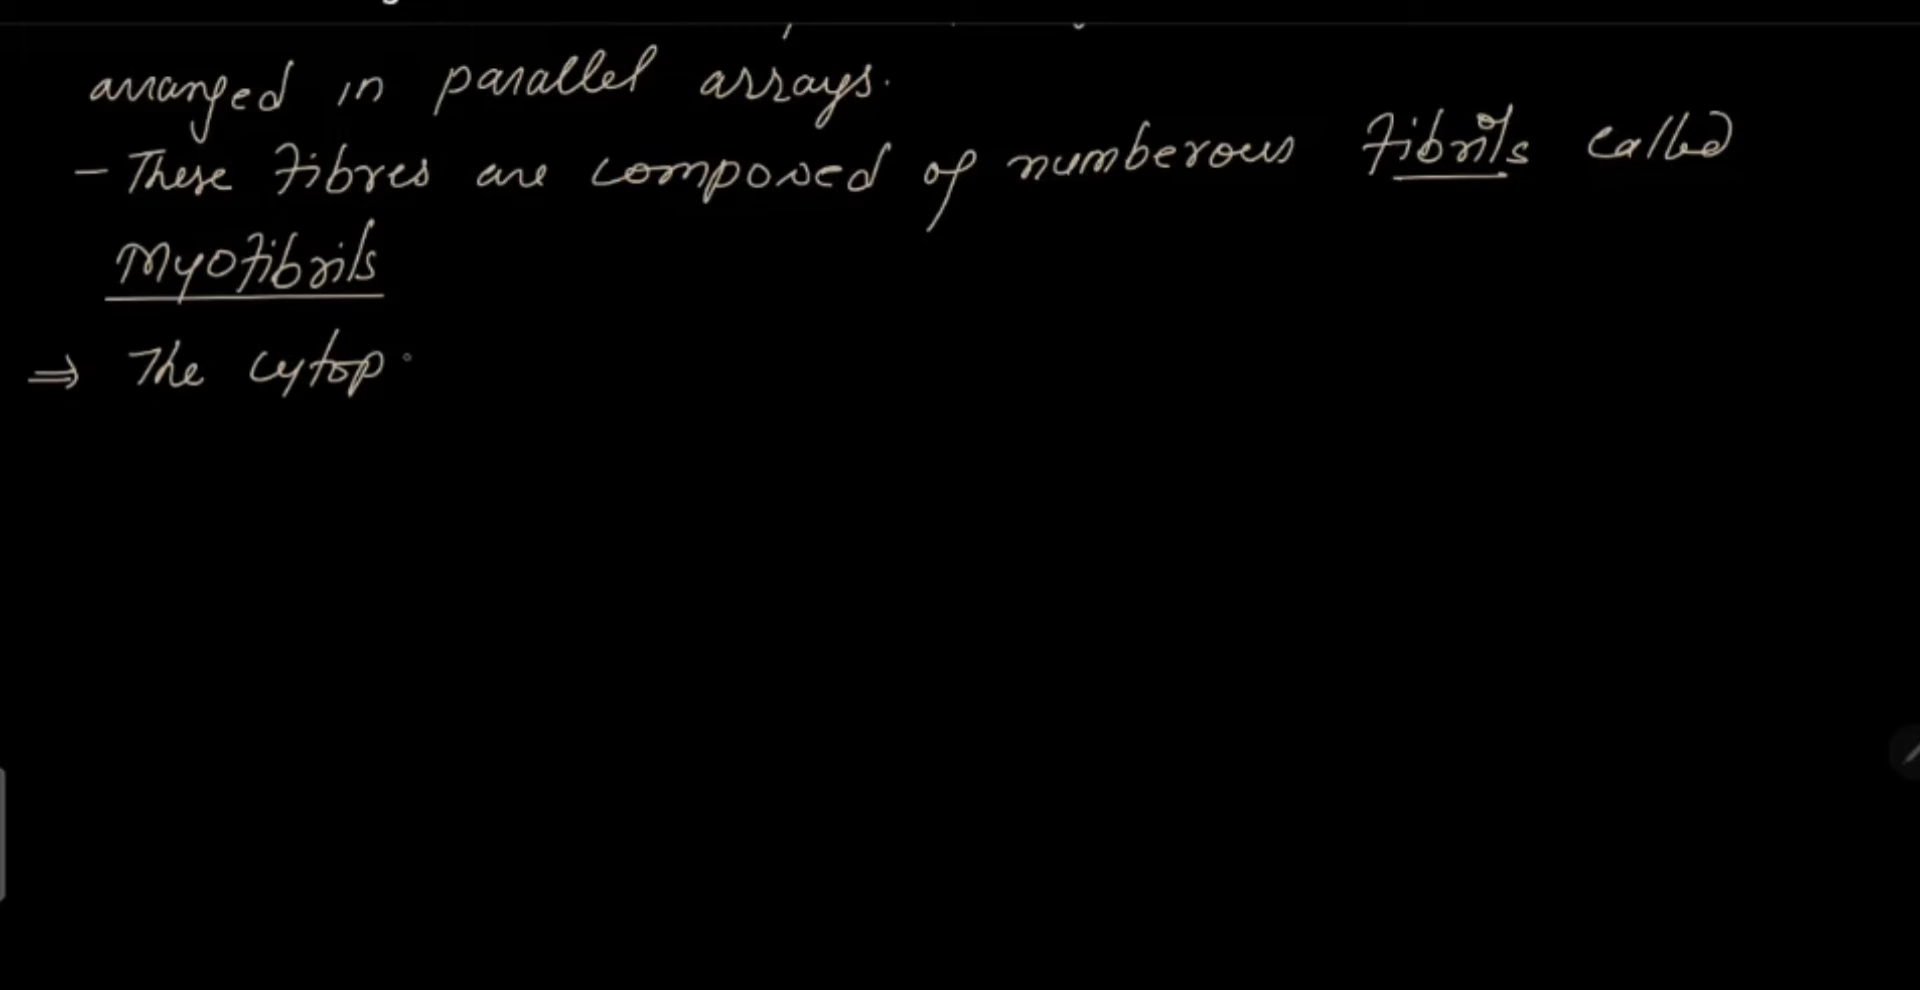 arranged in parallel arrays.
- These fibres are composed of numberous fibrils called
Myofibrils
⇒ The cytop